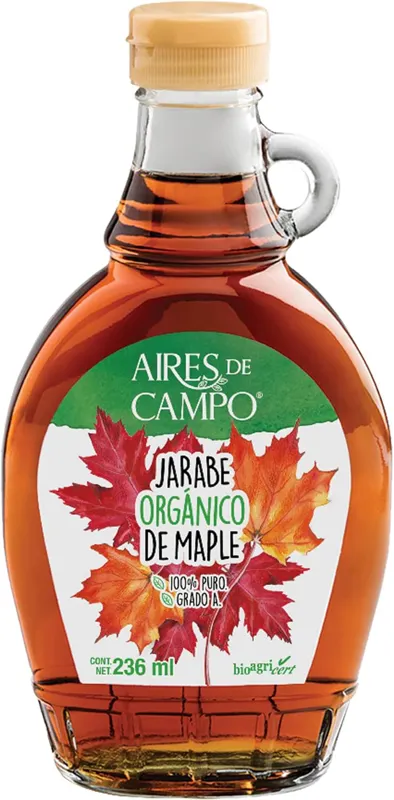 AIRES DE
CAMPO®
JARABE
ORGÁNICO
DE MAPLE
100% PURO.
GRADO A.
CONT.
NET. 236 ml
bioagricert